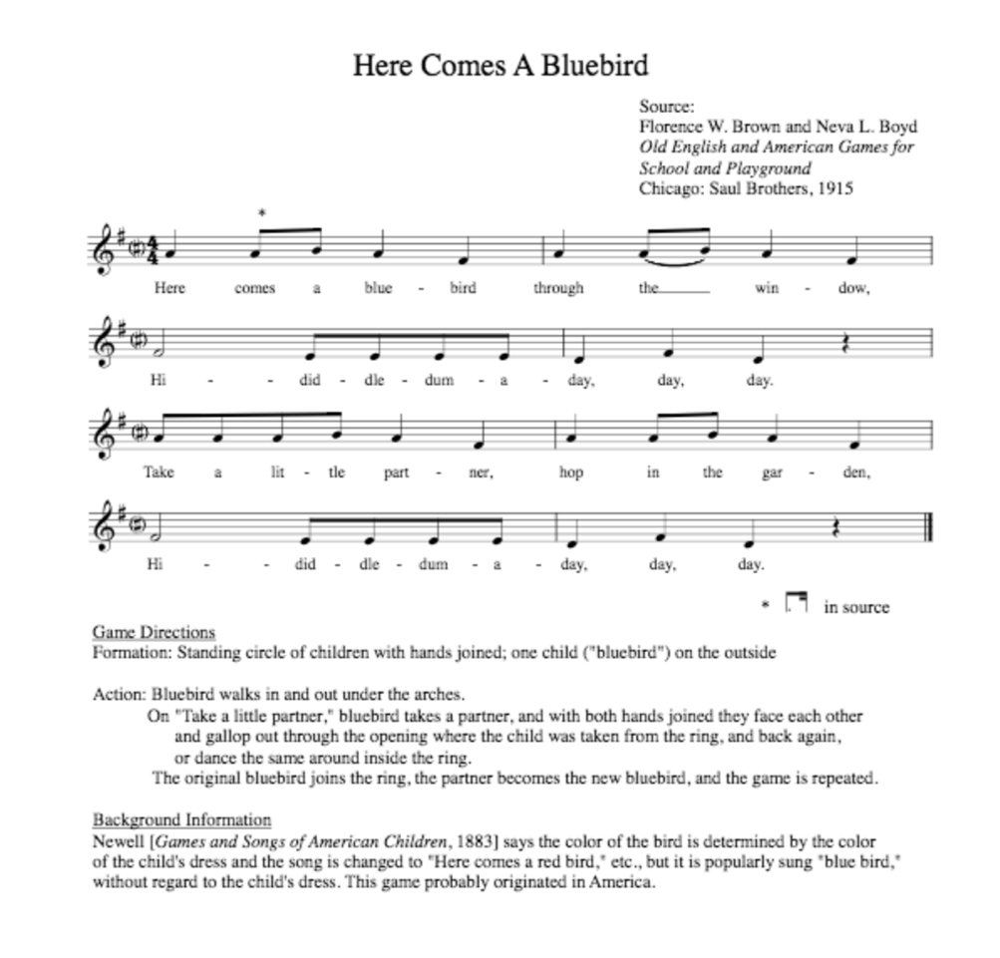 Here Comes A Bluebird
Source:
Florence W. Brown and Neva L. Boyd
Old English and American Games for
School and Playground
Chicago: Saul Brothers, 1915
*
4
4
Here comes a blue - bird through the___ win - dow,
Hi - - did - dle - dum - a - day, day, day.
Take a lit - tle part - ner, hop in the gar - den,
Hi - - did - dle - dum - a - day, day, day.
* in source
Game Directions
Formation: Standing circle of children with hands joined; one child ("bluebird") on the outside
Action: Bluebird walks in and out under the arches.
On "Take a little partner," bluebird takes a partner, and with both hands joined they face each other
and gallop out through the opening where the child was taken from the ring, and back again,
or dance the same around inside the ring.
The original bluebird joins the ring, the partner becomes the new bluebird, and the game is repeated.
Background Information
Newell [Games and Songs of American Children, 1883] says the color of the bird is determined by the color
of the child's dress and the song is changed to "Here comes a red bird," etc., but it is popularly sung "blue bird,"
without regard to the child's dress. This game probably originated in America.